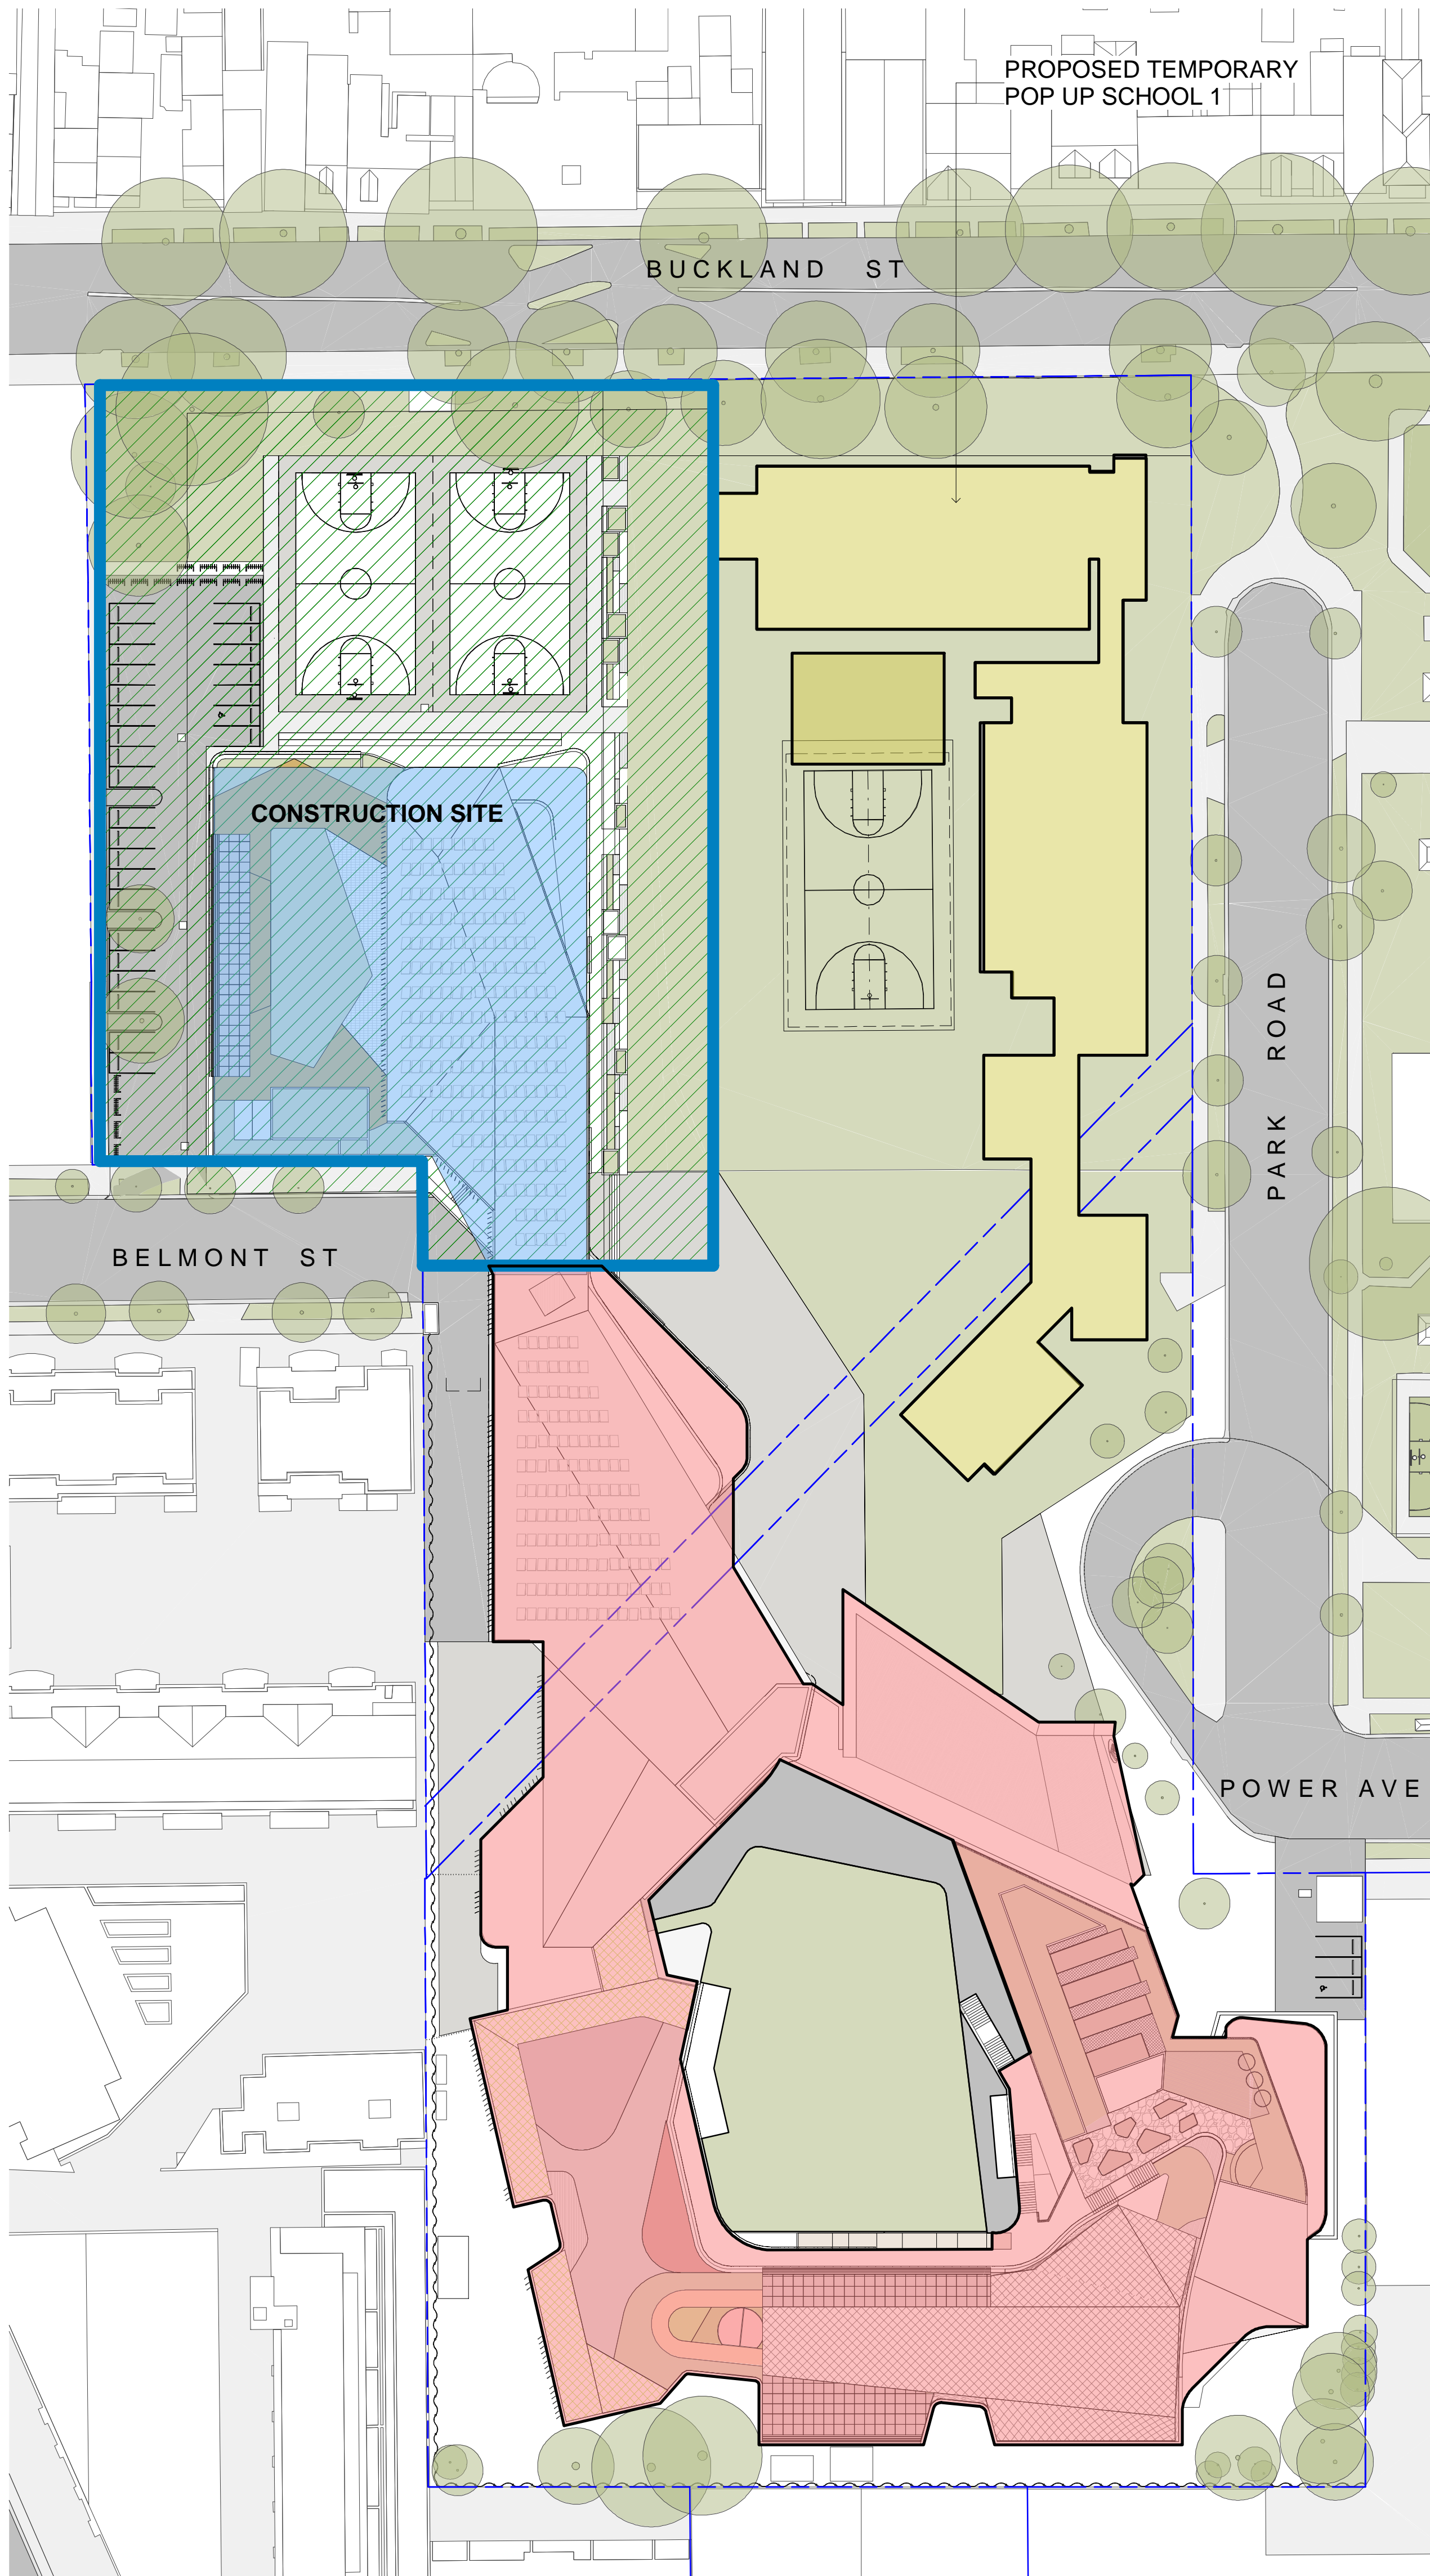 PROPOSED TEMPORARY
POP UP SCHOOL 1
BUCKLAND ST
CONSTRUCTION SITE
PARK ROAD
BELMONT ST
POWER AVE